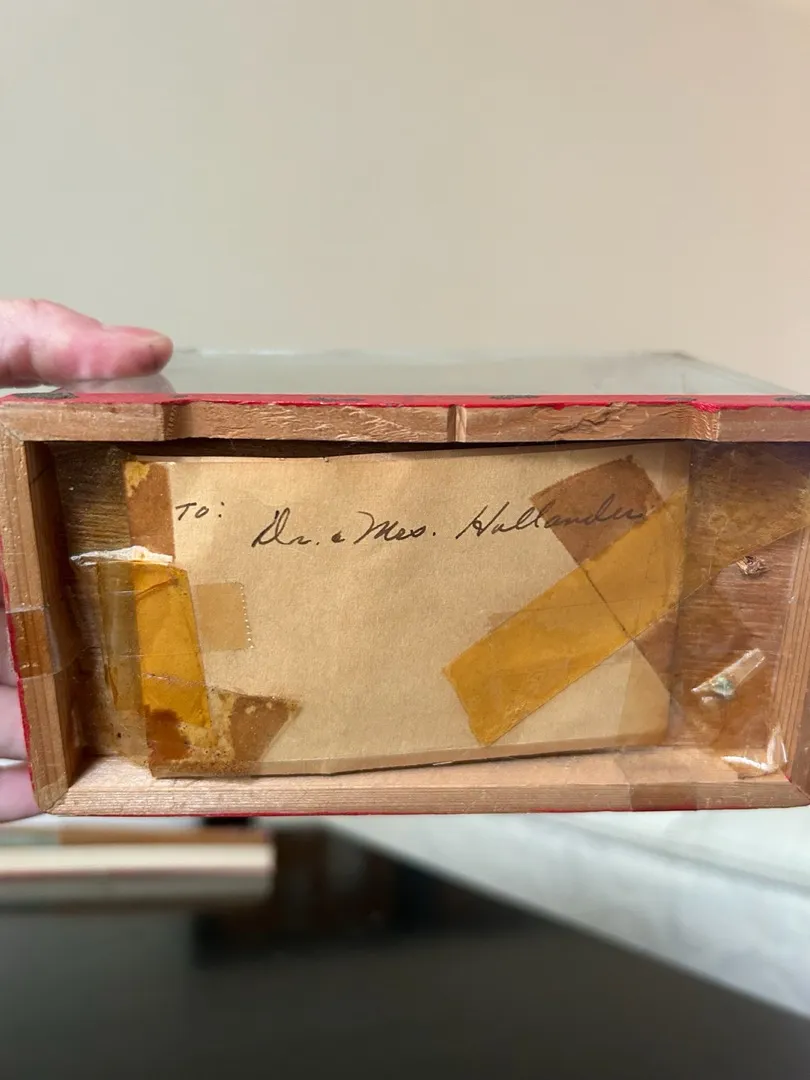 TO: Dr. & Mrs. Hollander